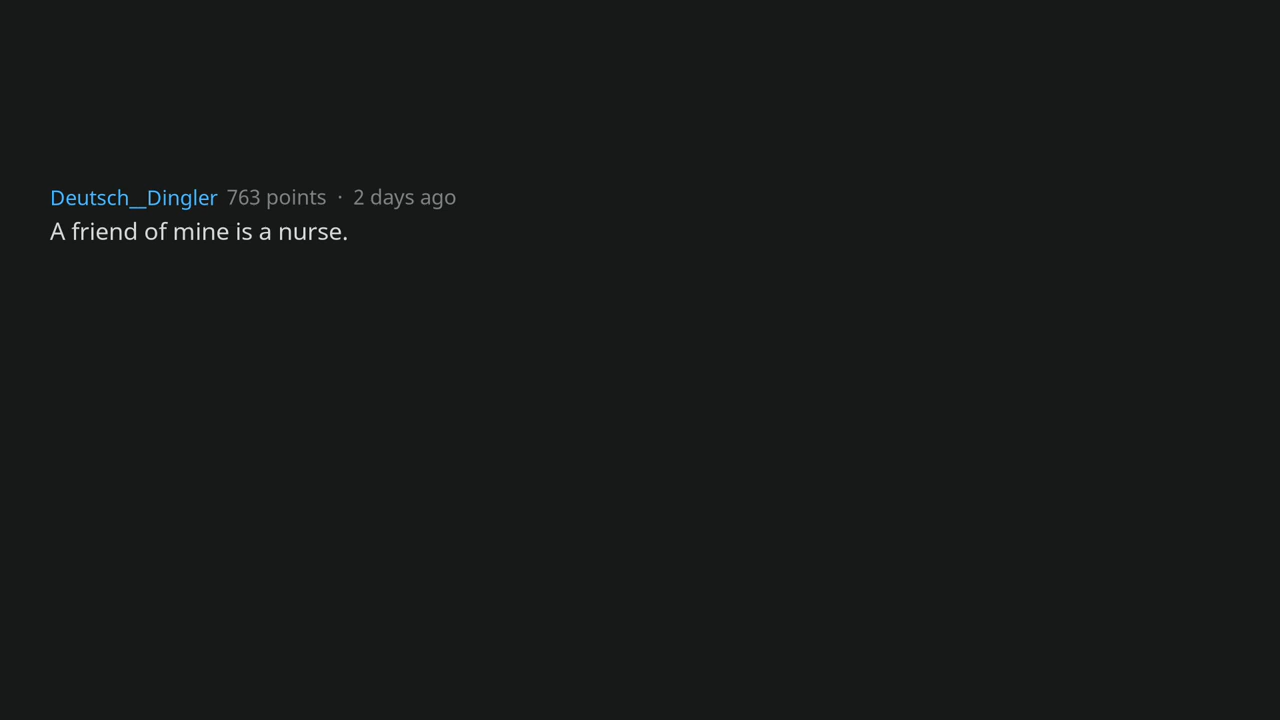 Deutsch__Dingler 763 points · 2 days ago
A friend of mine is a nurse.